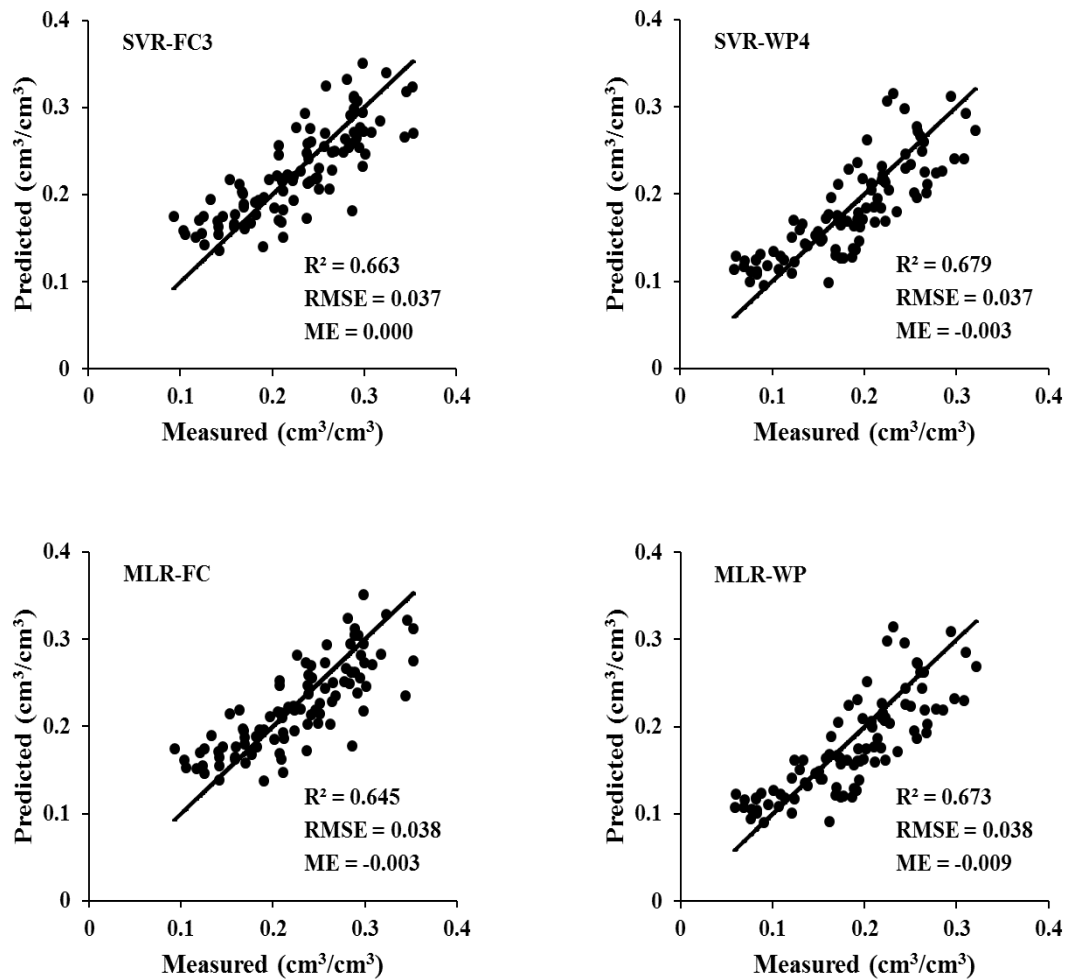 SVR-FC3
0.4
0.3
0.2
0.1
0
Predicted (cm³/cm³)
R² = 0.663
RMSE = 0.037
ME = 0.000
0 0.1 0.2 0.3 0.4
Measured (cm³/cm³)
SVR-WP4
0.4
0.3
0.2
0.1
0
Predicted (cm³/cm³)
R² = 0.679
RMSE = 0.037
ME = -0.003
0 0.1 0.2 0.3 0.4
Measured (cm³/cm³)
MLR-FC
0.4
0.3
0.2
0.1
0
Predicted (cm³/cm³)
R² = 0.645
RMSE = 0.038
ME = -0.003
0 0.1 0.2 0.3 0.4
Measured (cm³/cm³)
MLR-WP
0.4
0.3
0.2
0.1
0
Predicted (cm³/cm³)
R² = 0.673
RMSE = 0.038
ME = -0.009
0 0.1 0.2 0.3 0.4
Measured (cm³/cm³)